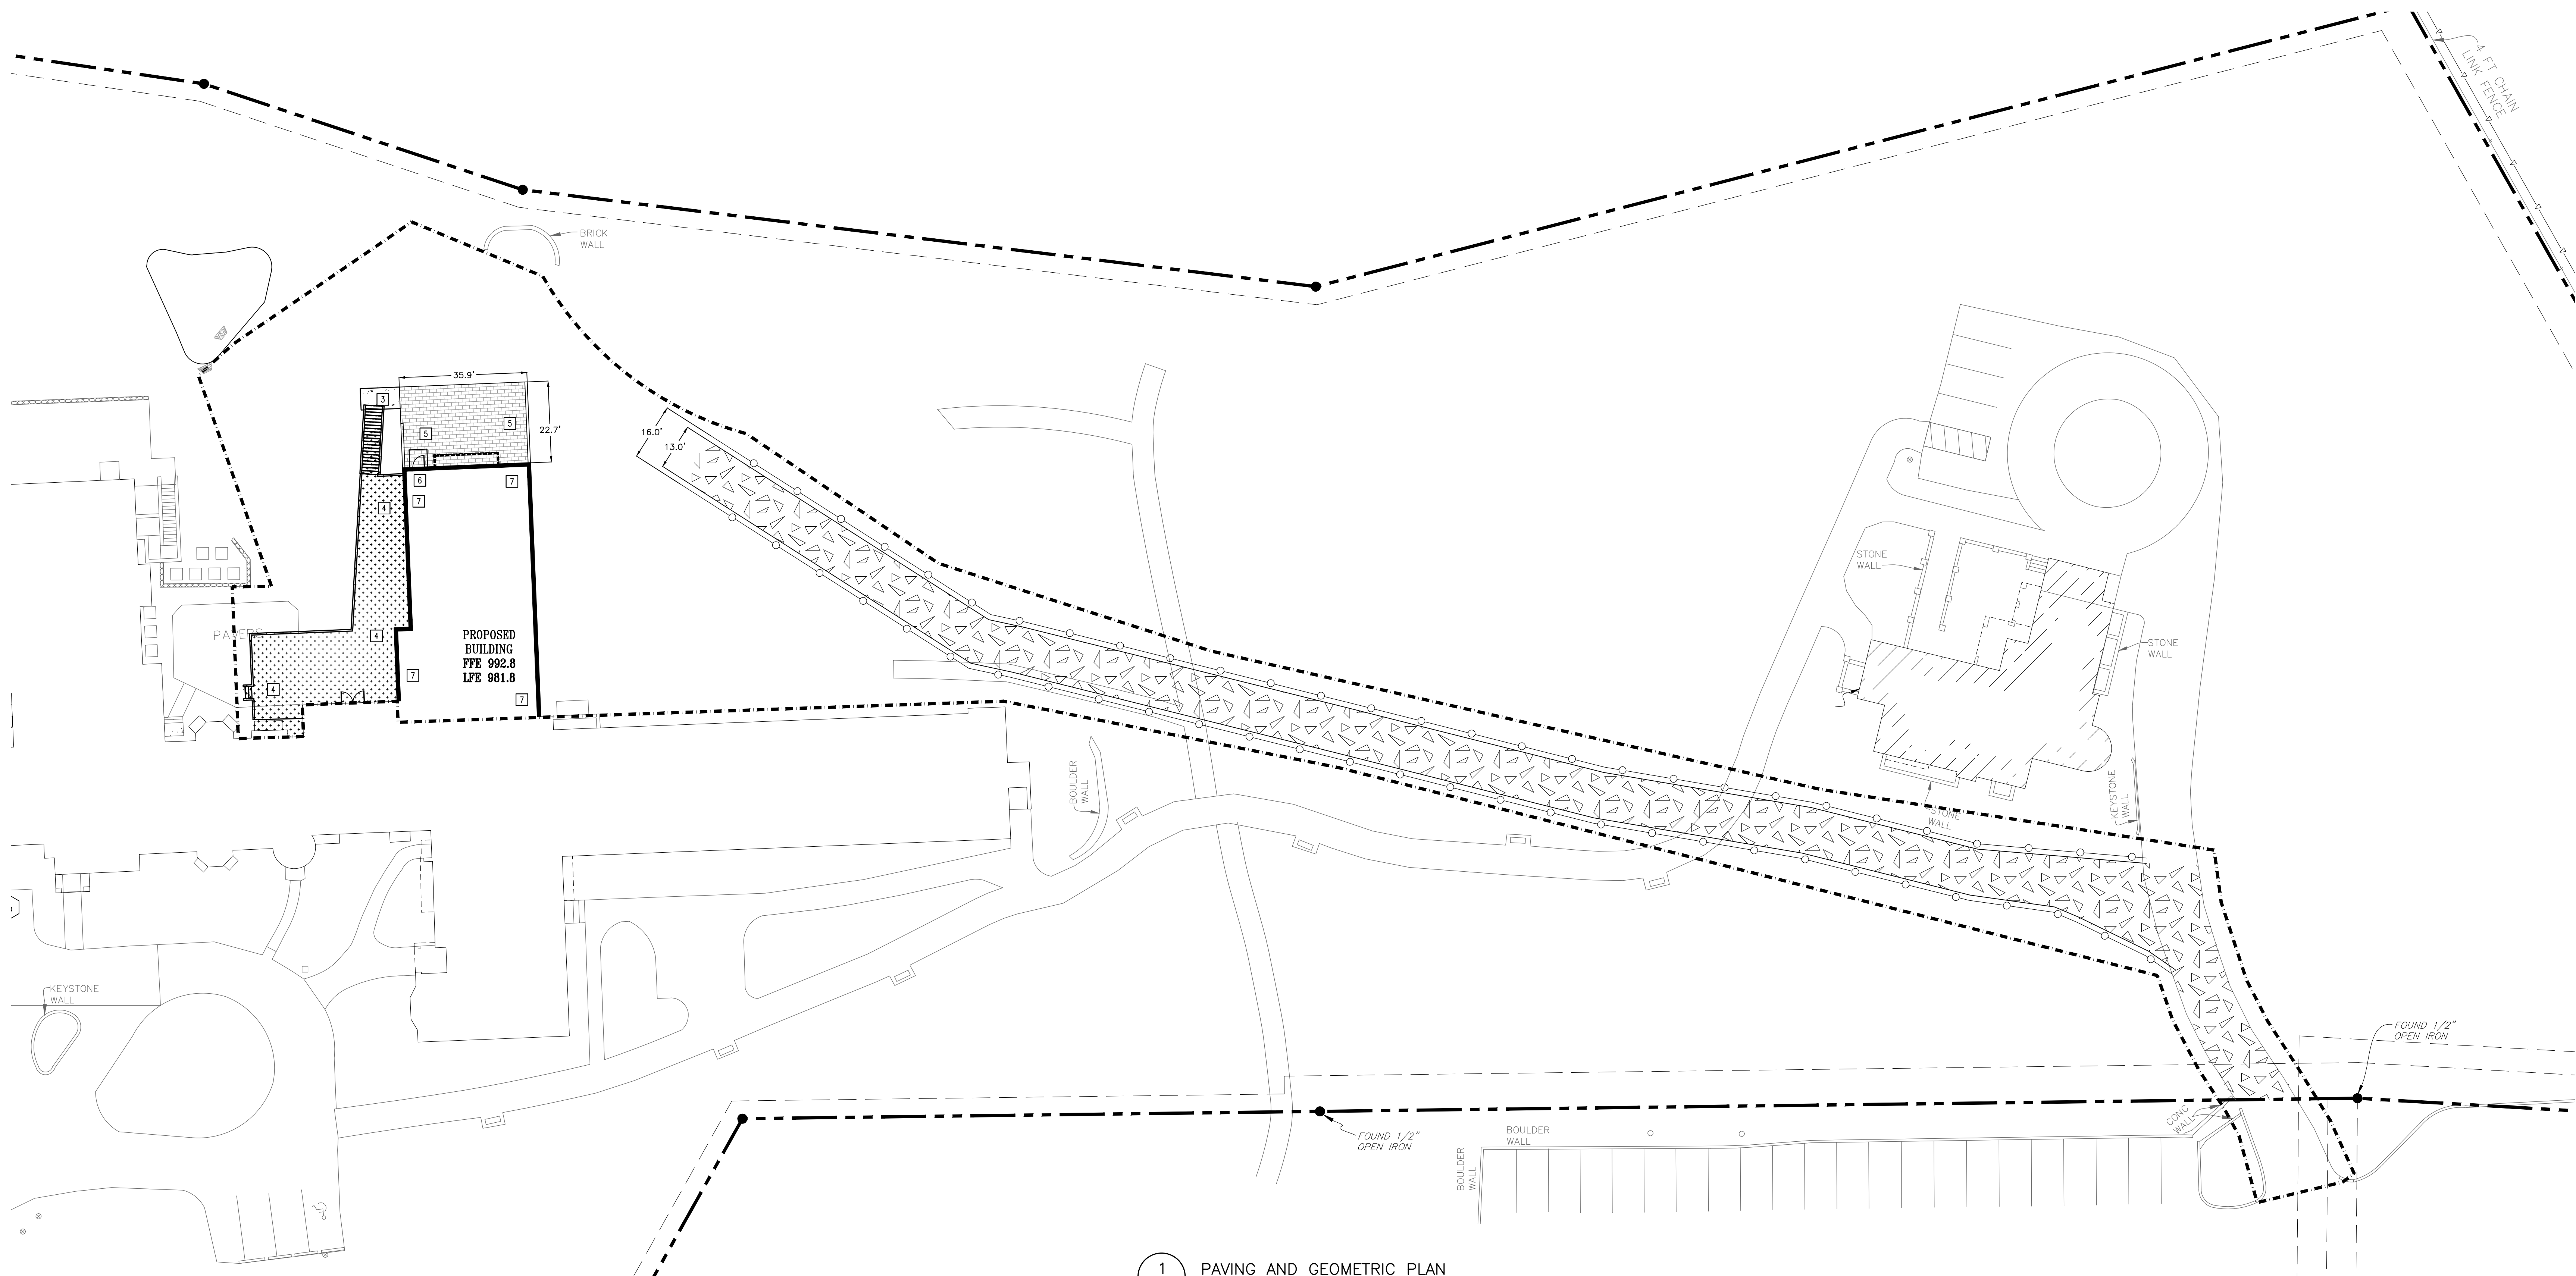 4 FT CHAIN
LINK FENCE
BRICK
WALL
35.9'
3
5
5
22.7'
16.0'
13.0'
6
7
7
4
STONE
WALL
PAVERS
4
PROPOSED
BUILDING
FFE 992.8
LFE 981.8
STONE
WALL
7
4
7
BOULDER
WALL
STONE
WALL
KEYSTONE
WALL
KEYSTONE
WALL
FOUND 1/2"
OPEN IRON
CONC
WALL
FOUND 1/2"
OPEN IRON
BOULDER
WALL
BOULDER
WALL
1
PAVING AND GEOMETRIC PLAN